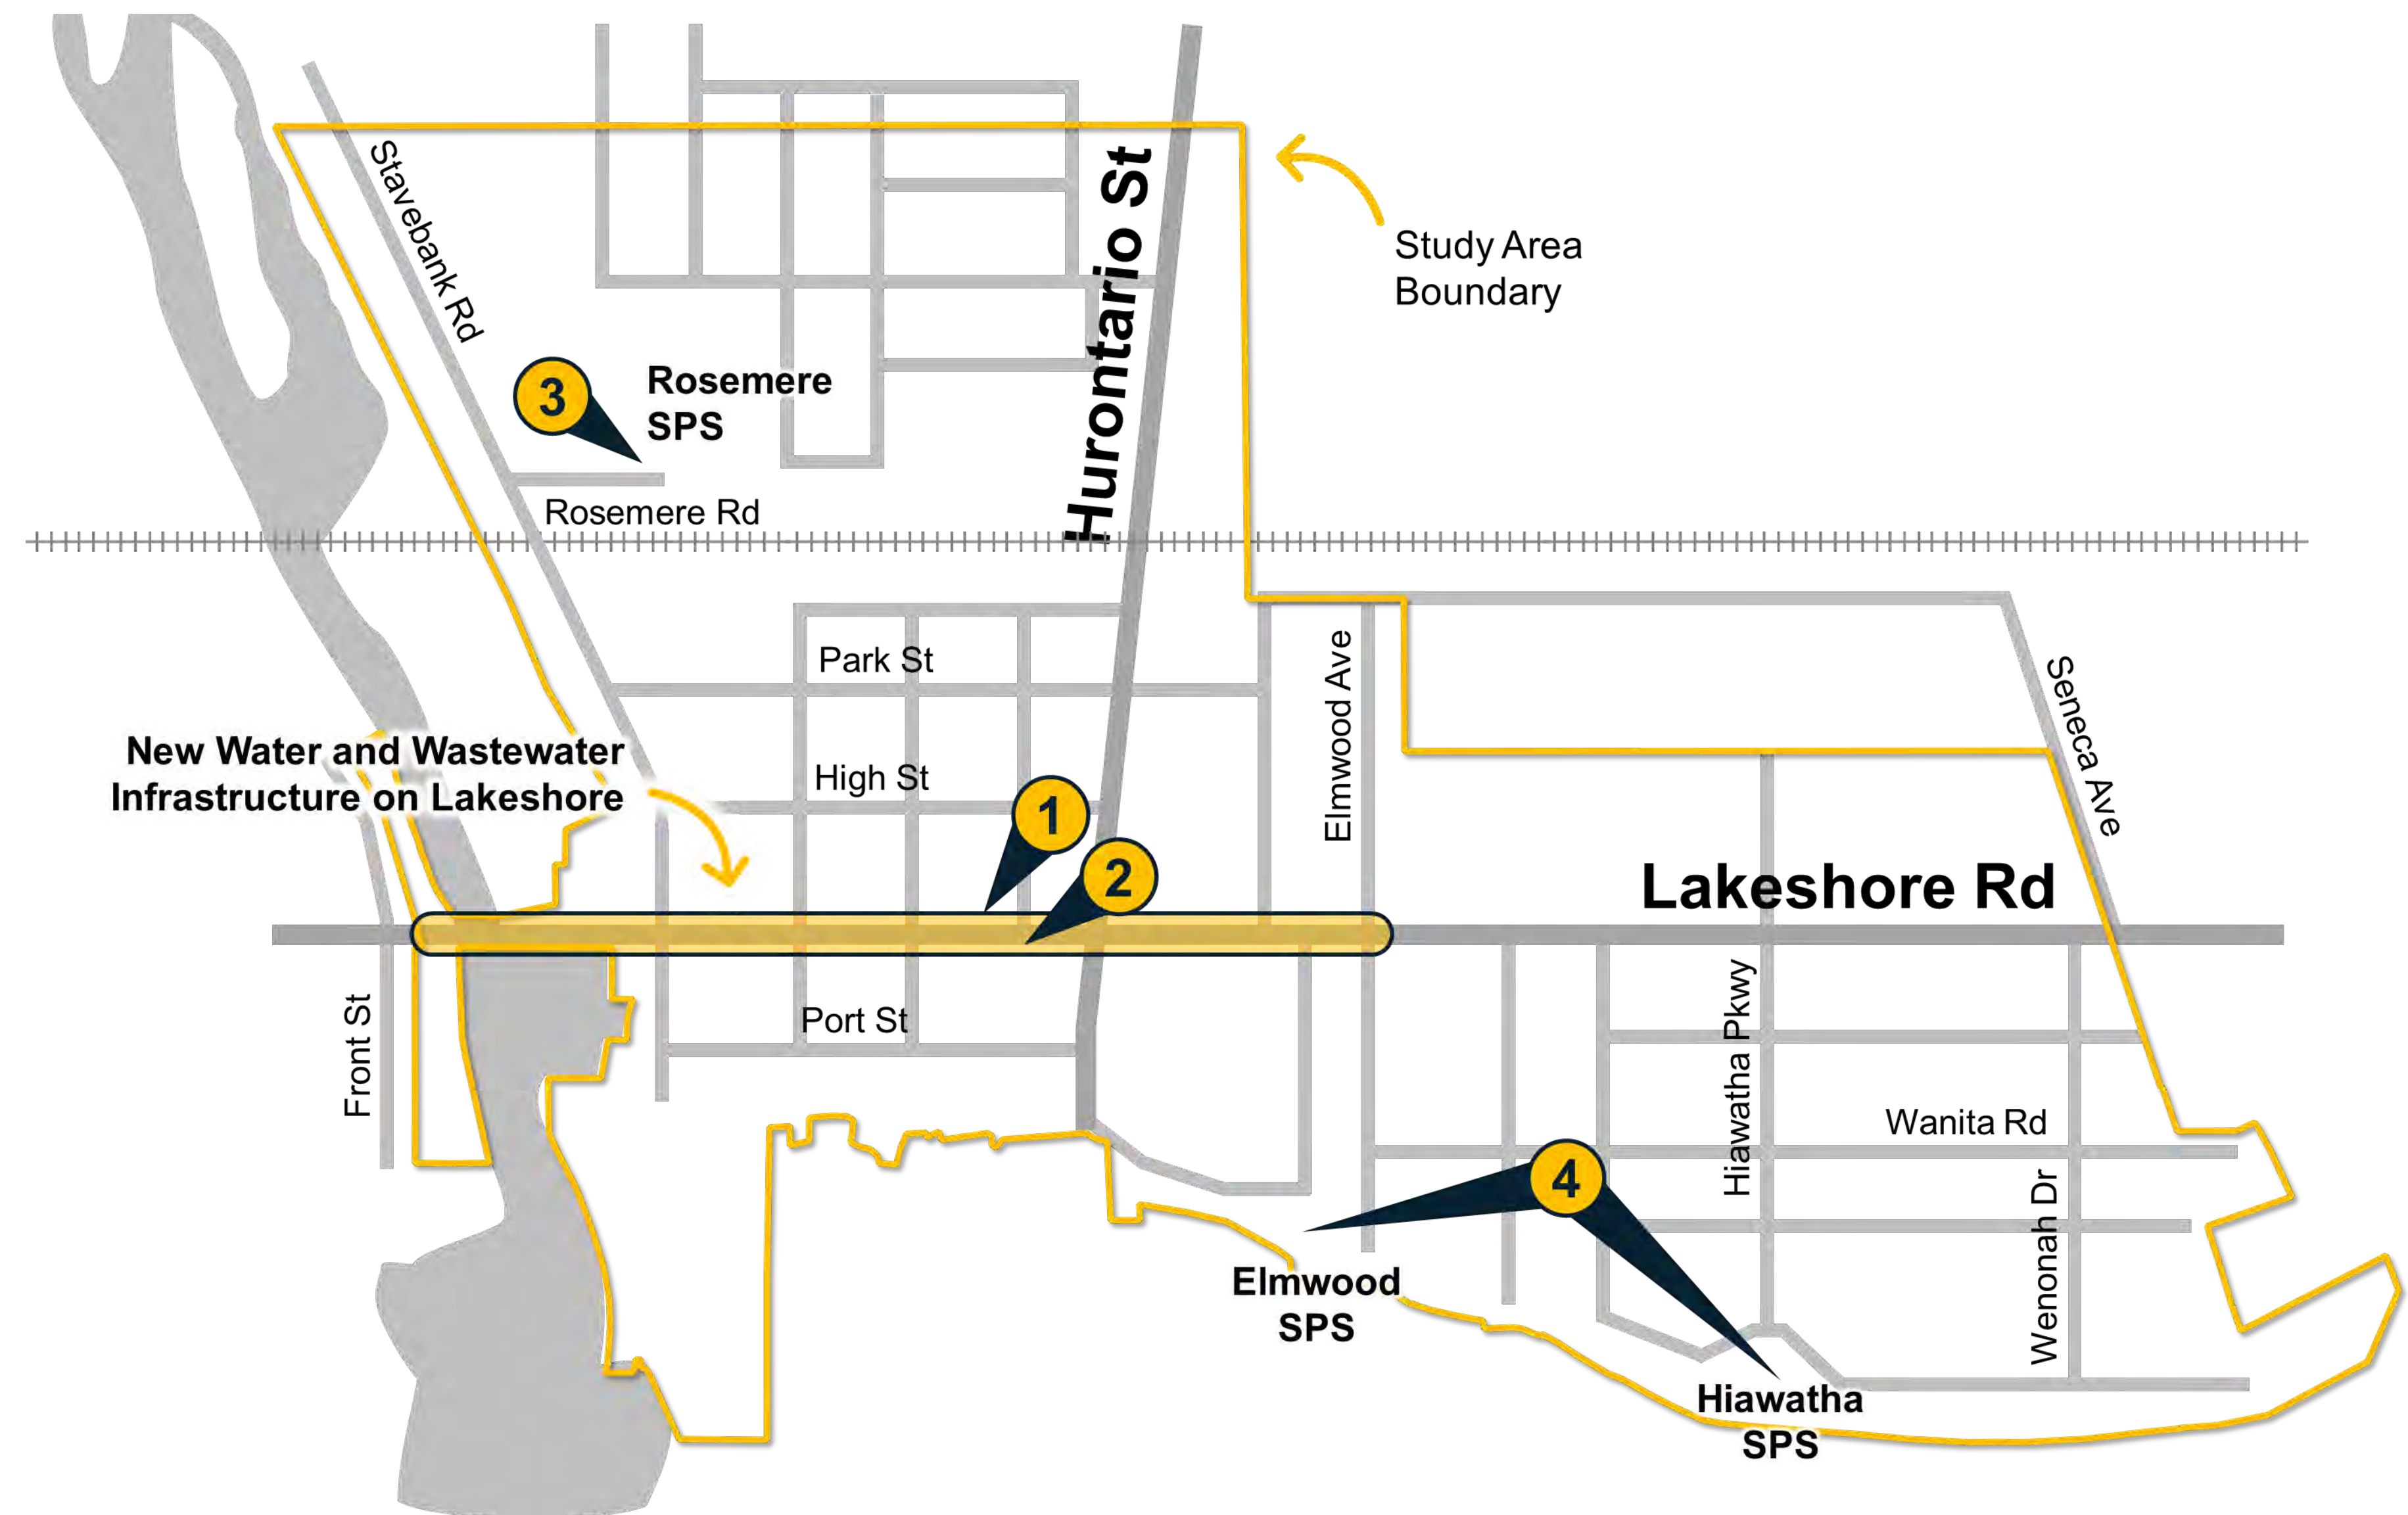 Stavebank Rd
Hurontario St
Study Area
Boundary
3
Rosemere
SPS
Rosemere Rd
Park St
Elmwood Ave
Seneca Ave
New Water and Wastewater
Infrastructure on Lakeshore
High St
1
2
Lakeshore Rd
Front St
Port St
Hiawatha Pkwy
Wanita Rd
4
Wenonah Dr
Elmwood
SPS
Hiawatha
SPS